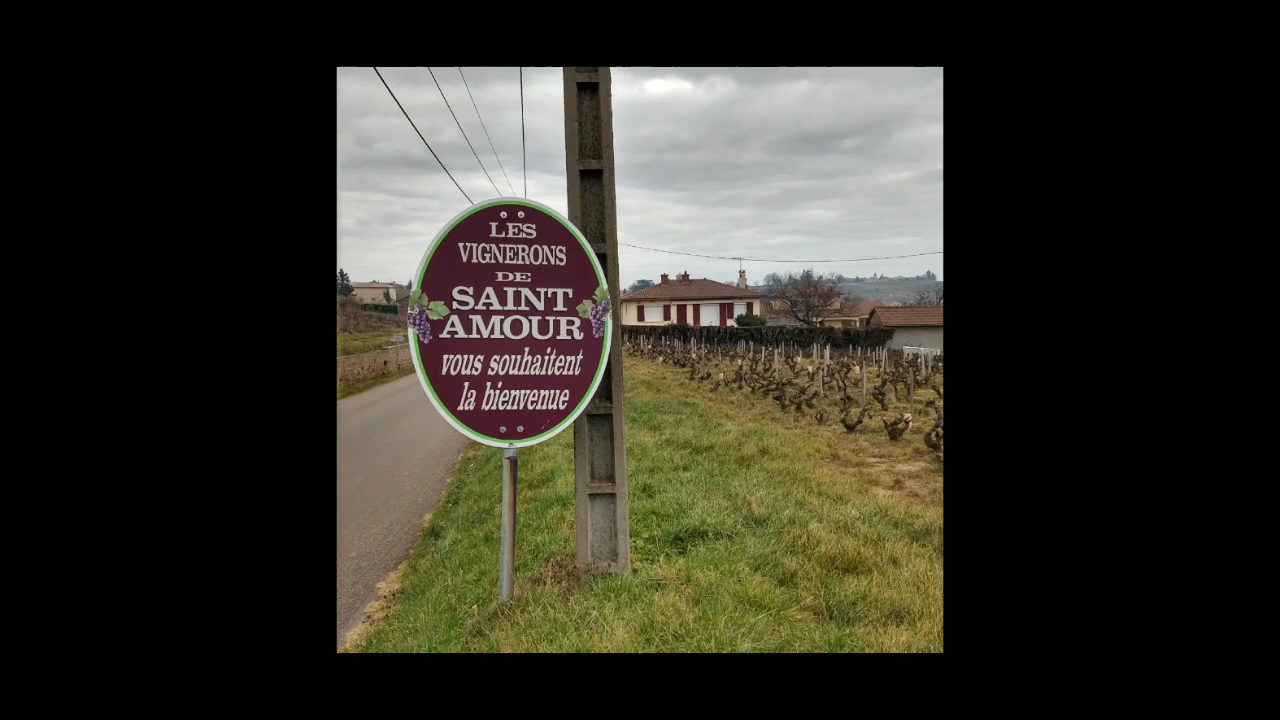 LES
VIGNERONS
DE
SAINT
AMOUR
vous souhaitent
la bienvenue